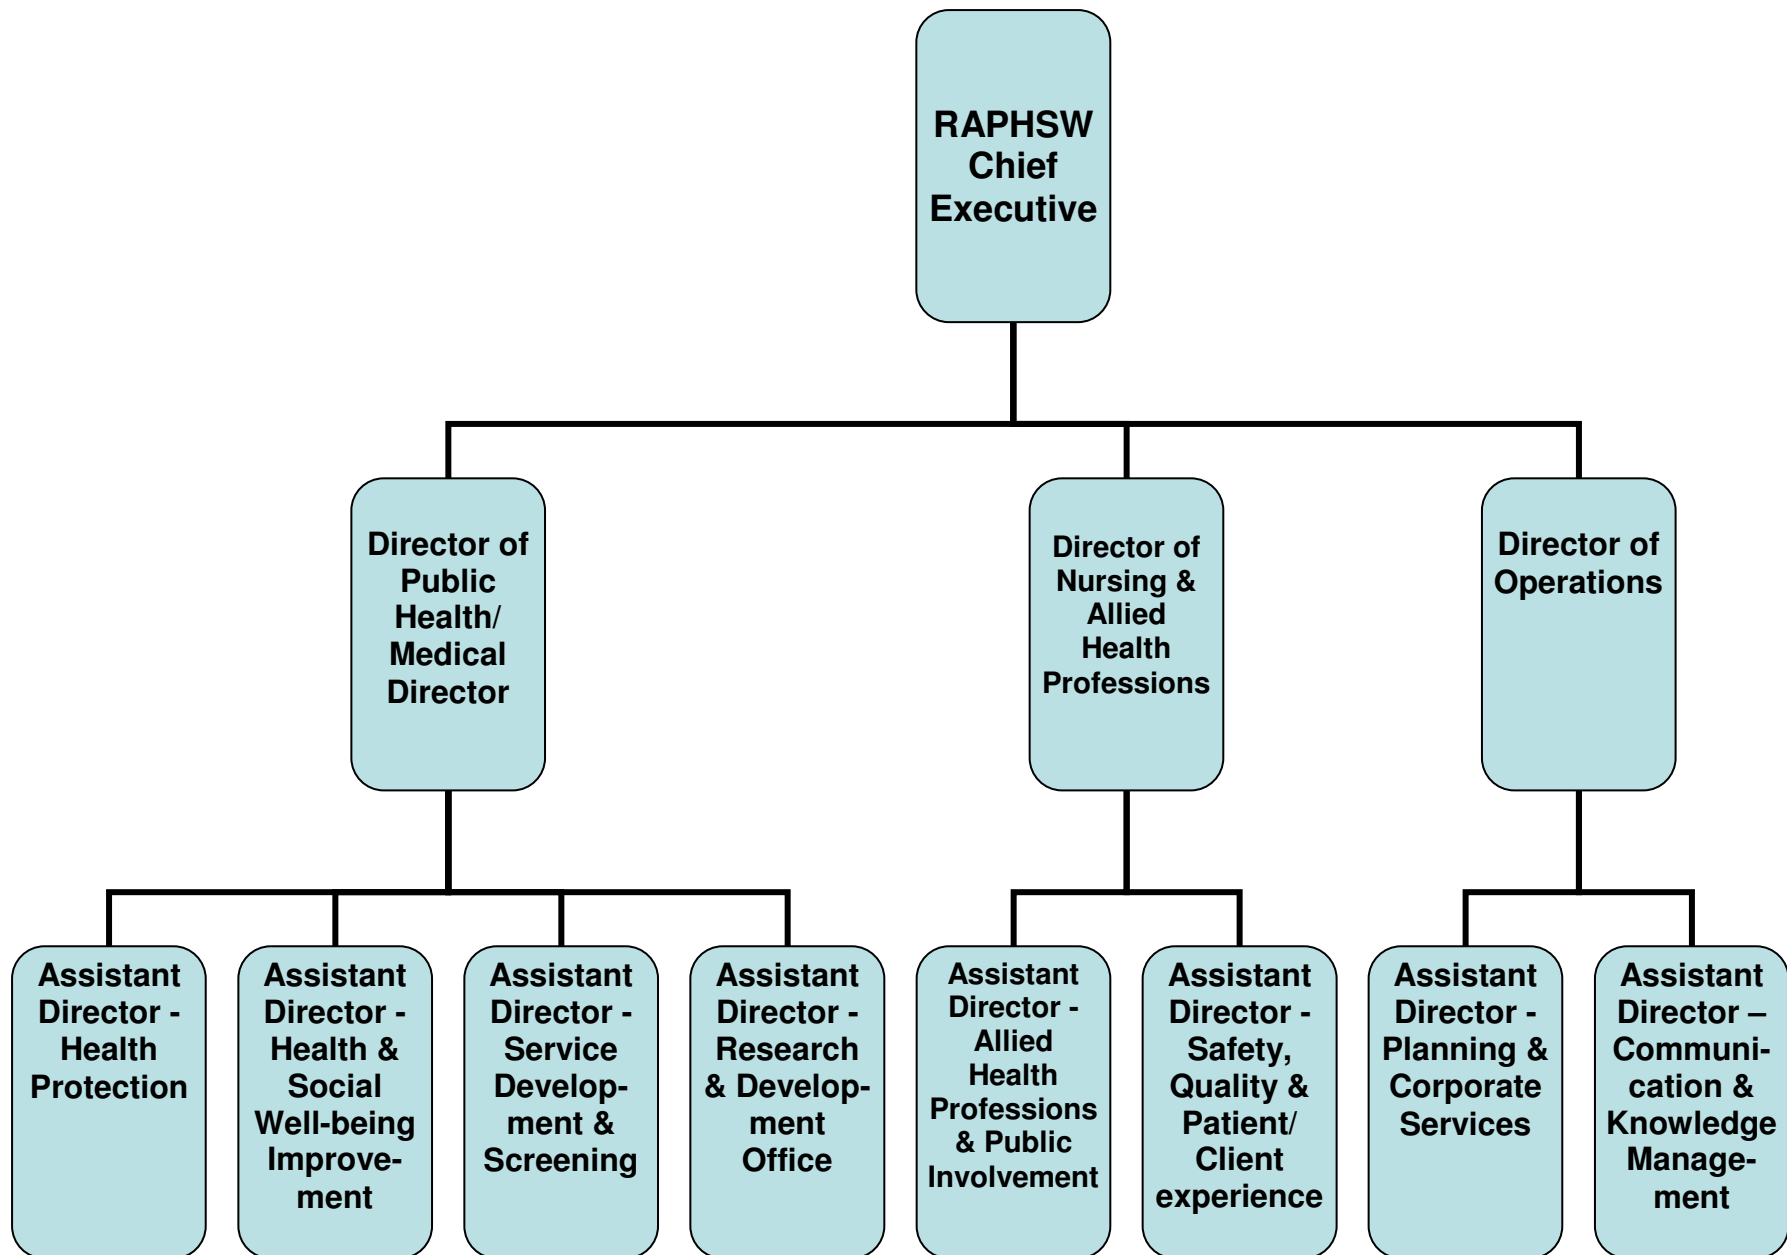 RAPHSW
Chief
Executive
Director of
Public
Health/
Medical
Director
Director of
Nursing &
Allied
Health
Professions
Director of
Operations
Assistant
Director -
Health
Protection
Assistant
Director -
Health &
Social
Well-being
Improve-
ment
Assistant
Director -
Service
Develop-
ment &
Screening
Assistant
Director -
Research
& Develop-
ment
Office
Assistant
Director -
Allied
Health
Professions
& Public
Involvement
Assistant
Director -
Safety,
Quality &
Patient/
Client
experience
Assistant
Director -
Planning &
Corporate
Services
Assistant
Director –
Communi-
cation &
Knowledge
Manage-
ment